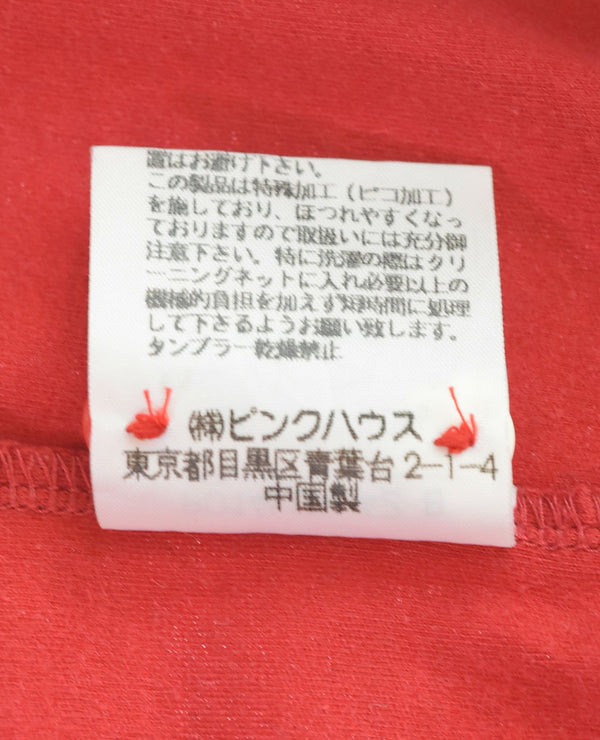 置はお避け下さい。
この製品は特殊加工（ピコ加工）
を施しており、ほつれやすくなっ
ておりますので取扱いには充分御
注意下さい。特に洗濯の際はクリ
ーニングネットに入れ必要以上の
機械的負担を加えず短時間に処理
して下さるようお願い致します。
タンブラー乾燥禁止
㈱ピンクハウス
東京都目黒区青葉台2-1-4
中国製